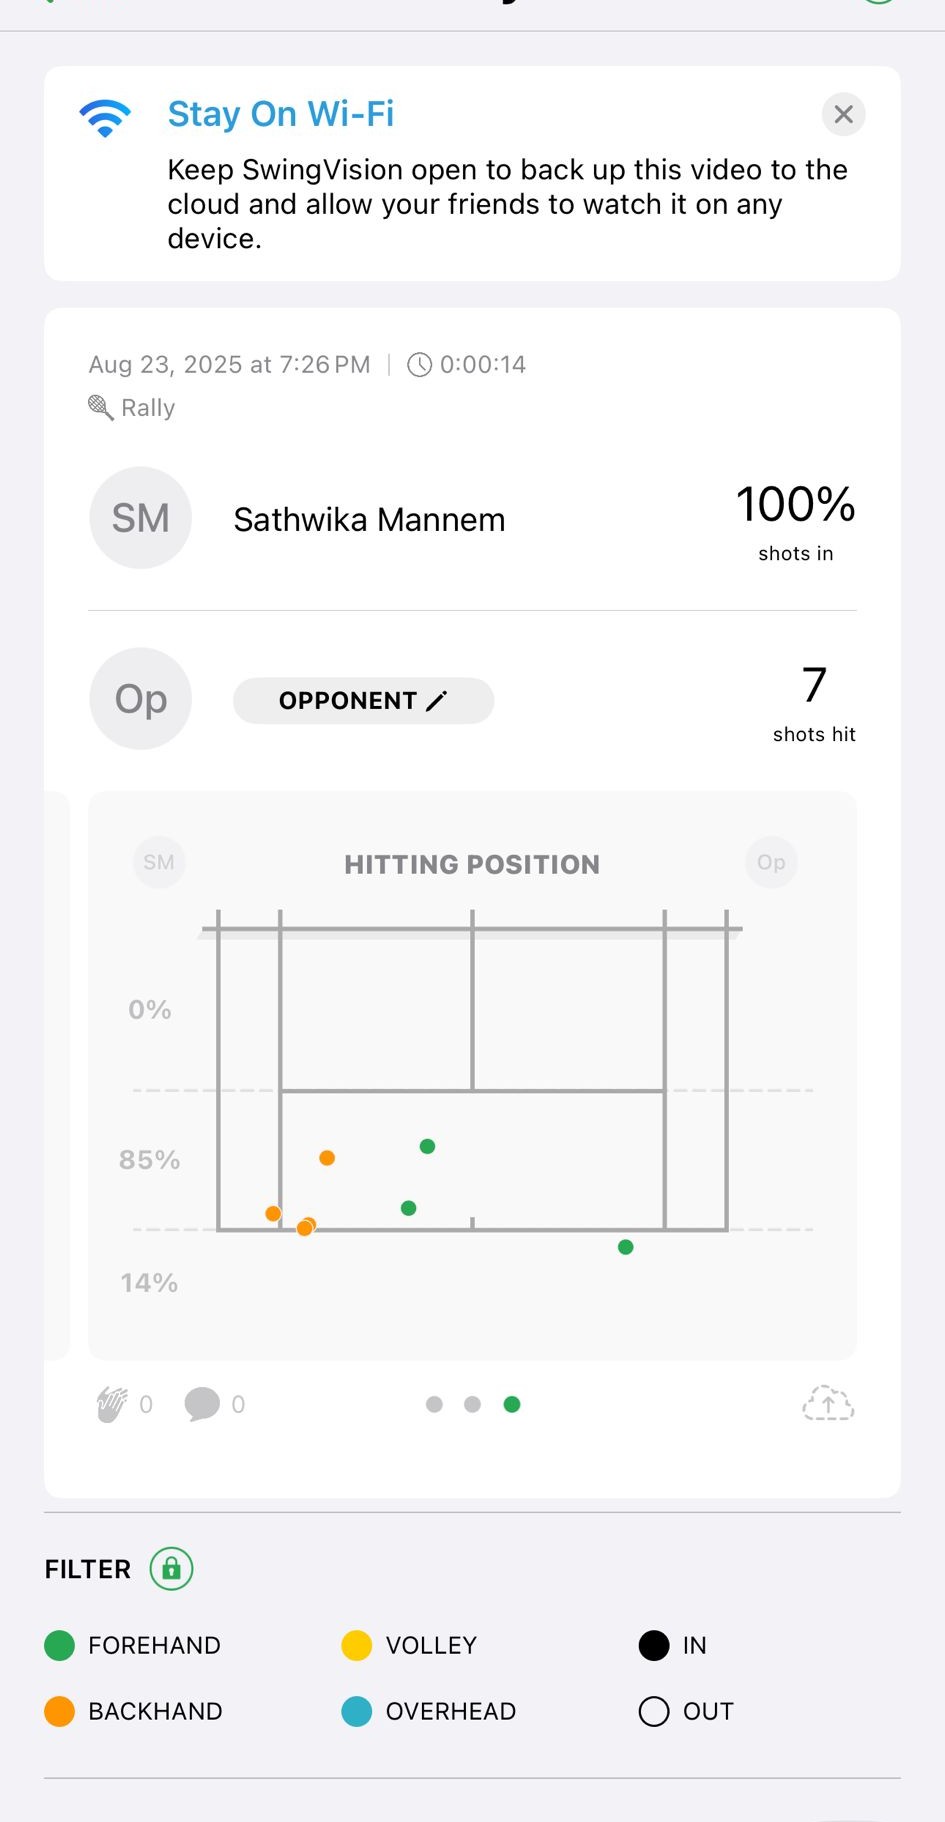 Stay On Wi-Fi
Keep SwingVision open to back up this video to the
cloud and allow your friends to watch it on any
device.
Aug 23, 2025 at 7:26 PM | 0:00:14
Rally
SM
Sathwika Mannem
100%
shots in
Op
OPPONENT
7
shots hit
SM
HITTING POSITION
Op
0%
85%
14%
0
0
FILTER
FOREHAND
VOLLEY
IN
BACKHAND
OVERHEAD
OUT